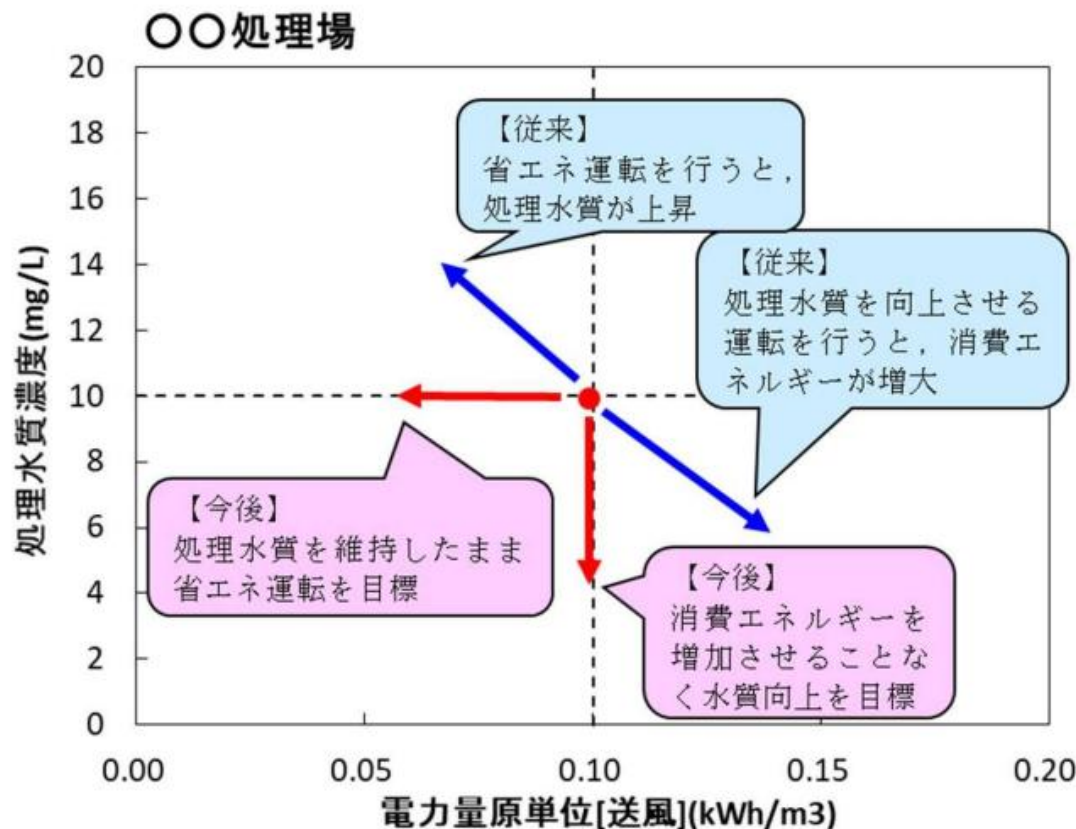 〇〇処理場
処理水質濃度(mg/L)
20
18
16
14
12
10
8
6
4
2
0
【従来】
省エネ運転を行うと,
処理水質が上昇
【従来】
処理水質を向上させる
運転を行うと, 消費エ
ネルギーが増大
【今後】
処理水質を維持したまま
省エネ運転を目標
【今後】
消費エネルギーを
増加させることな
く水質向上を目標
0.00
0.05
0.10
0.15
0.20
電力量原単位[送風](kWh/m3)